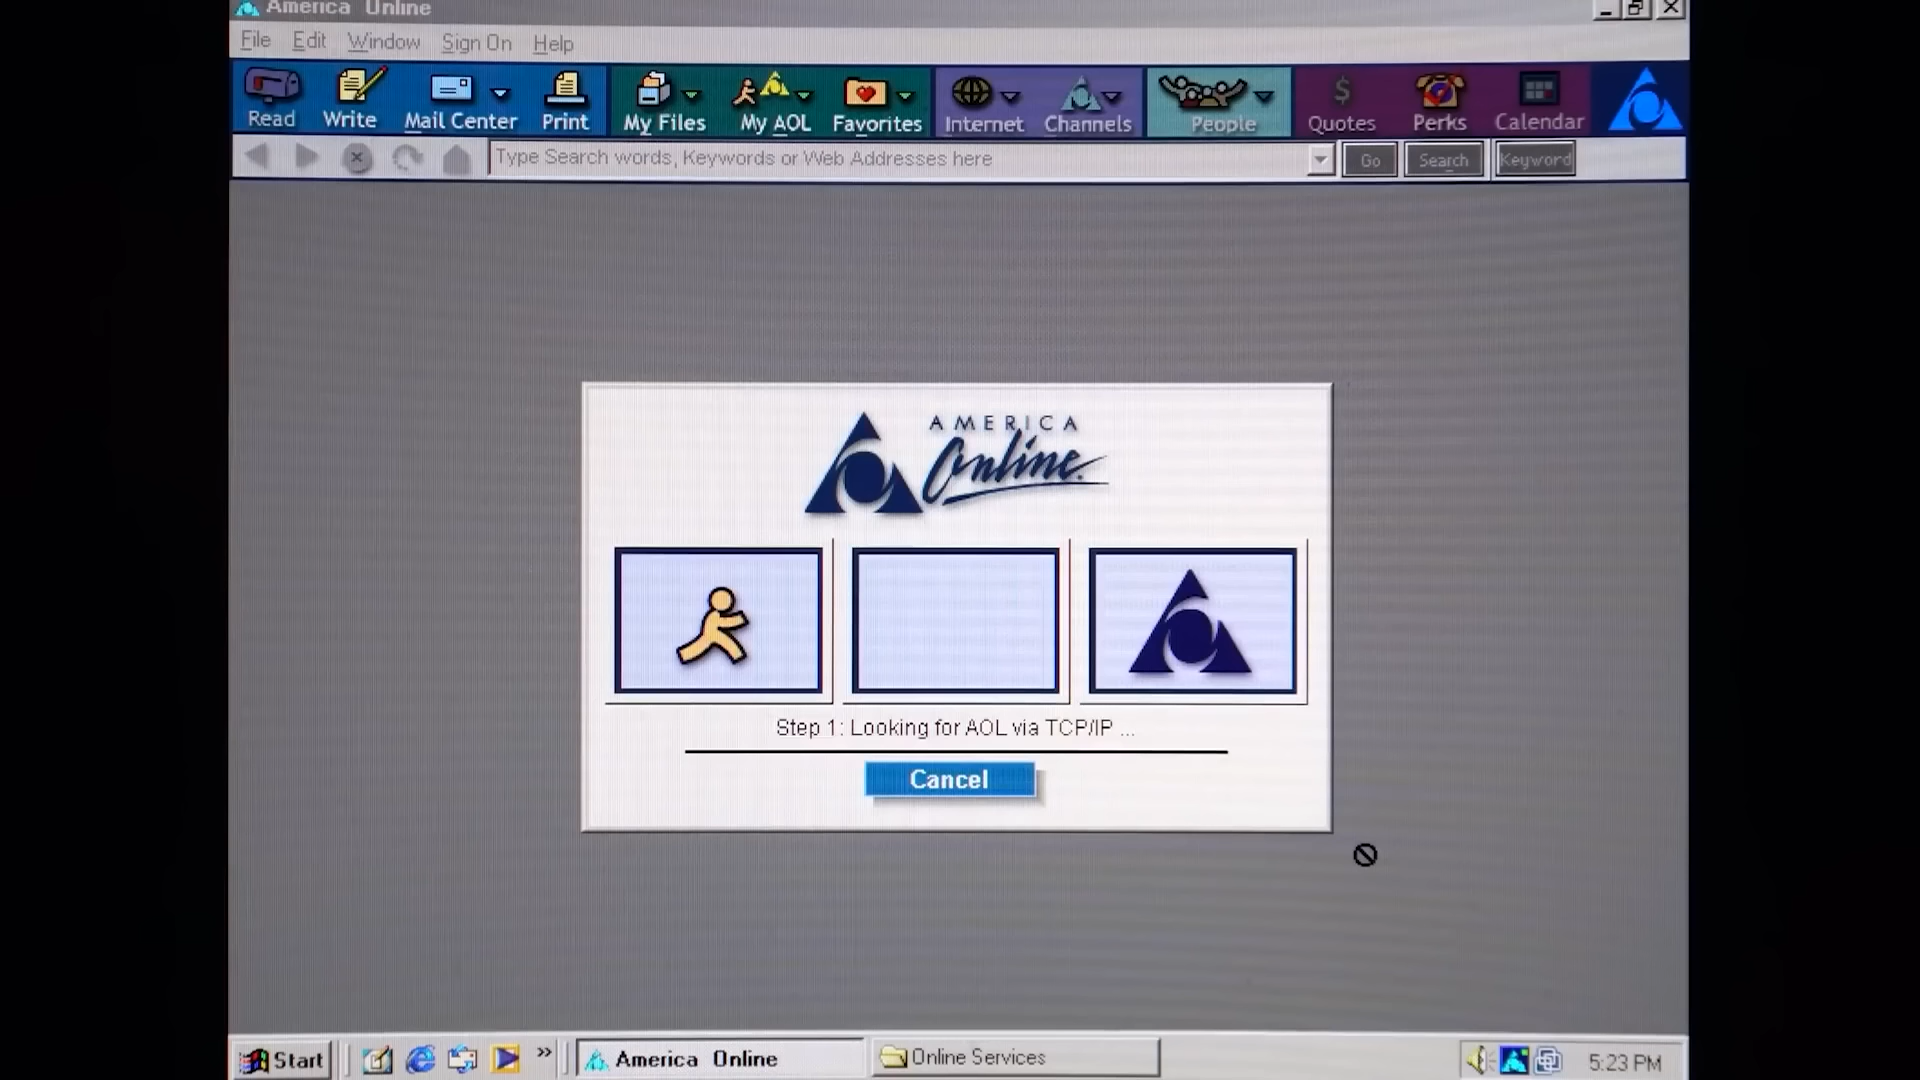 America Online
File Edit Window Sign On Help
Read Write Mail Center Print My Files My AOL Favorites Internet Channels People Quotes Perks Calendar
Type Search words, Keywords or Web Addresses here Go Search Keyword
AMERICA
Online.
Step 1: Looking for AOL via TCP/IP ...
Cancel
Start America Online Online Services 5:23 PM